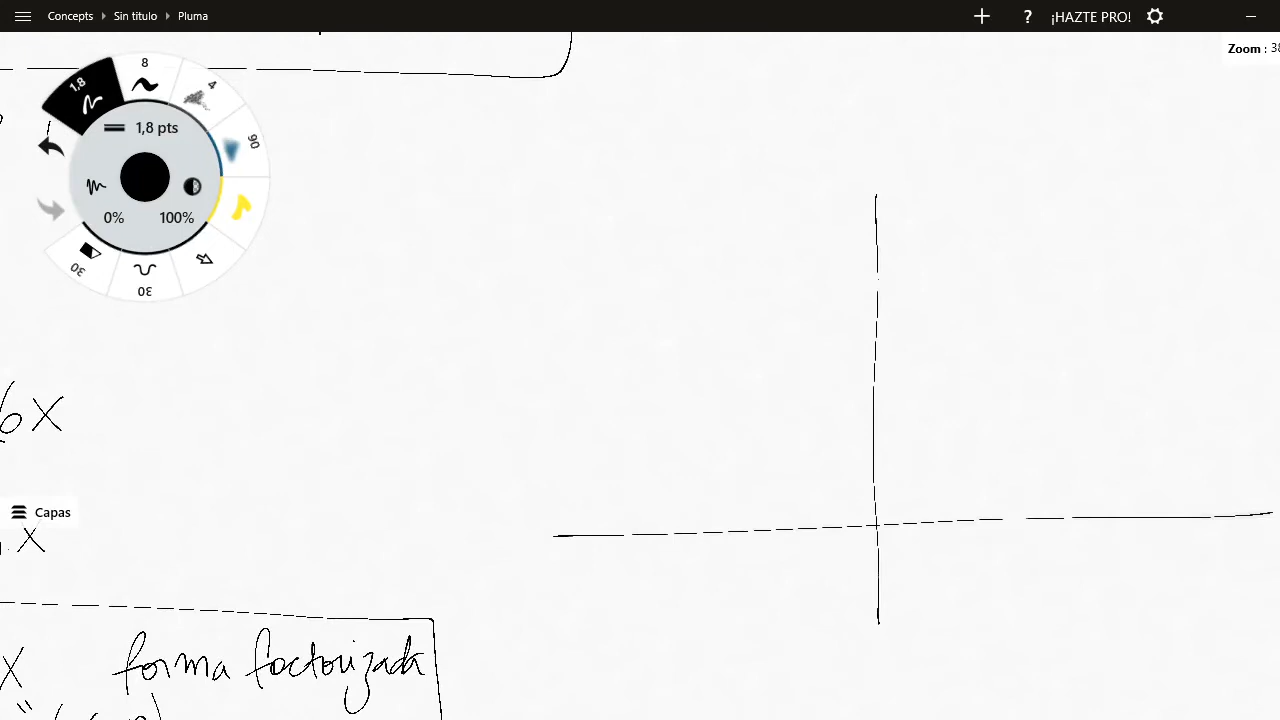 Concepts Sin título Pluma ? ¡HAZTE PRO!
Zoom : 38
8
1,8
4
1,8 pts
90
0% 100%
30
30
6X
Capas
. X
X forma factorizada